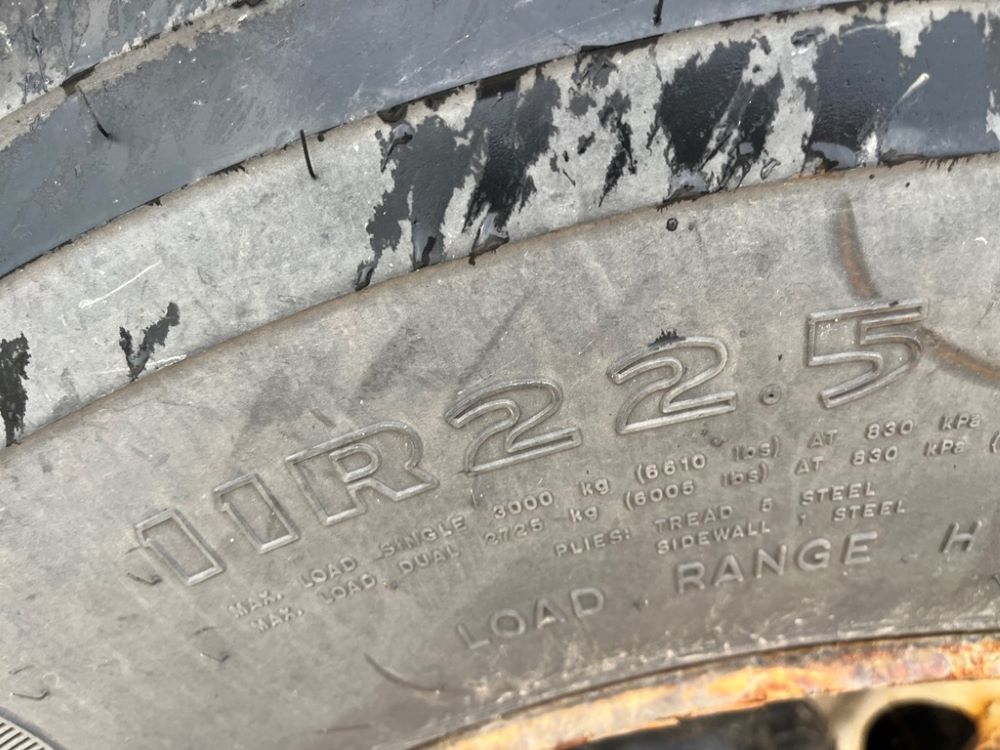 11R22.5
MAX. LOAD SINGLE 3000 kg (6610 lbs) AT 830 kPa (
MAX. LOAD DUAL 2725 kg (6005 lbs) AT 830 kPa
PLIES: TREAD 5 STEEL
SIDEWALL 1 STEEL
LOAD RANGE H